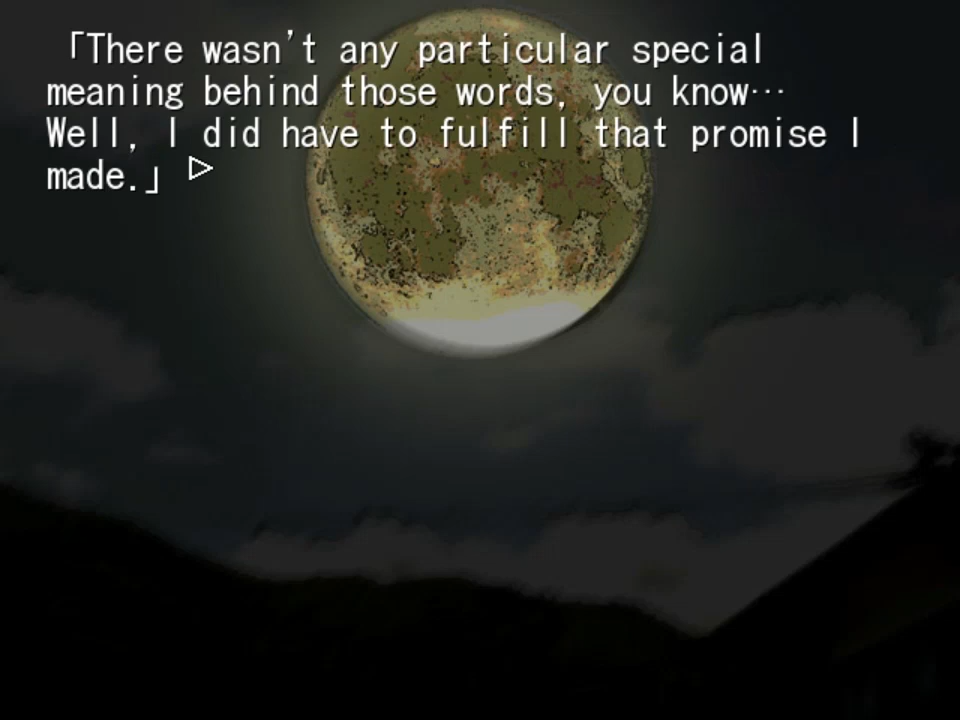 「There wasn't any particular special
meaning behind those words, you know…
Well, I did have to fulfill that promise I
made.」